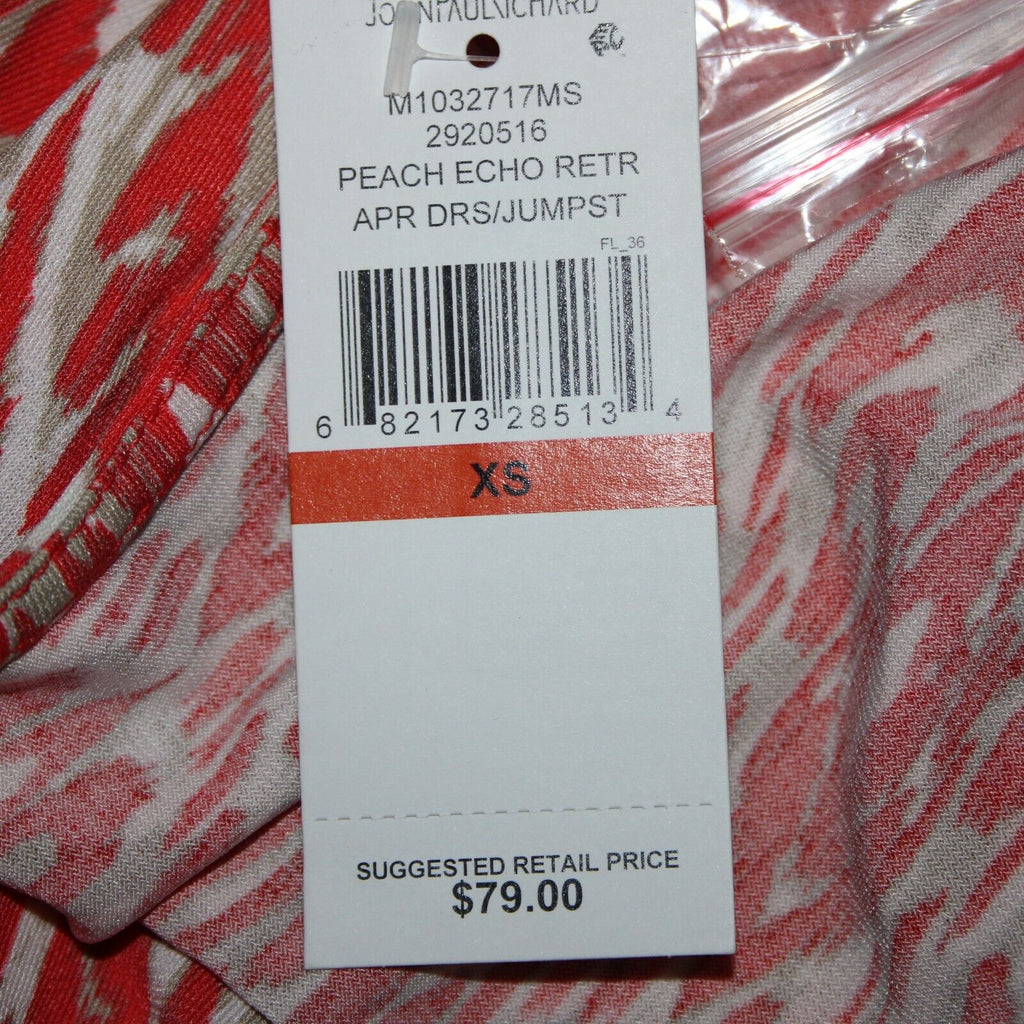 JOHNPAULRICHARD
M1032717MS
2920516
PEACH ECHO RETR
APR DRS/JUMPST
FL_36
6 82173 28513 4
XS
SUGGESTED RETAIL PRICE
$79.00